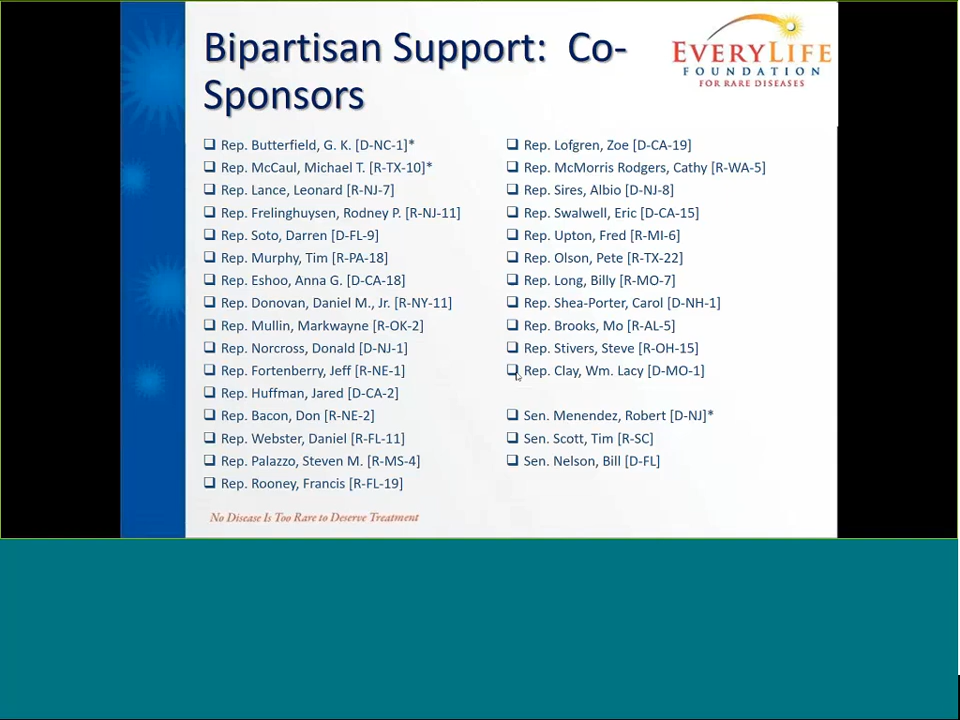 Bipartisan Support: Co-
Sponsors
EVERYLIFE
FOUNDATION
FOR RARE DISEASES
Rep. Butterfield, G. K. [D-NC-1]*
Rep. McCaul, Michael T. [R-TX-10]*
Rep. Lance, Leonard [R-NJ-7]
Rep. Frelinghuysen, Rodney P. [R-NJ-11]
Rep. Soto, Darren [D-FL-9]
Rep. Murphy, Tim [R-PA-18]
Rep. Eshoo, Anna G. [D-CA-18]
Rep. Donovan, Daniel M., Jr. [R-NY-11]
Rep. Mullin, Markwayne [R-OK-2]
Rep. Norcross, Donald [D-NJ-1]
Rep. Fortenberry, Jeff [R-NE-1]
Rep. Huffman, Jared [D-CA-2]
Rep. Bacon, Don [R-NE-2]
Rep. Webster, Daniel [R-FL-11]
Rep. Palazzo, Steven M. [R-MS-4]
Rep. Rooney, Francis [R-FL-19]
Rep. Lofgren, Zoe [D-CA-19]
Rep. McMorris Rodgers, Cathy [R-WA-5]
Rep. Sires, Albio [D-NJ-8]
Rep. Swalwell, Eric [D-CA-15]
Rep. Upton, Fred [R-MI-6]
Rep. Olson, Pete [R-TX-22]
Rep. Long, Billy [R-MO-7]
Rep. Shea-Porter, Carol [D-NH-1]
Rep. Brooks, Mo [R-AL-5]
Rep. Stivers, Steve [R-OH-15]
Rep. Clay, Wm. Lacy [D-MO-1]
Sen. Menendez, Robert [D-NJ]*
Sen. Scott, Tim [R-SC]
Sen. Nelson, Bill [D-FL]
No Disease Is Too Rare to Deserve Treatment